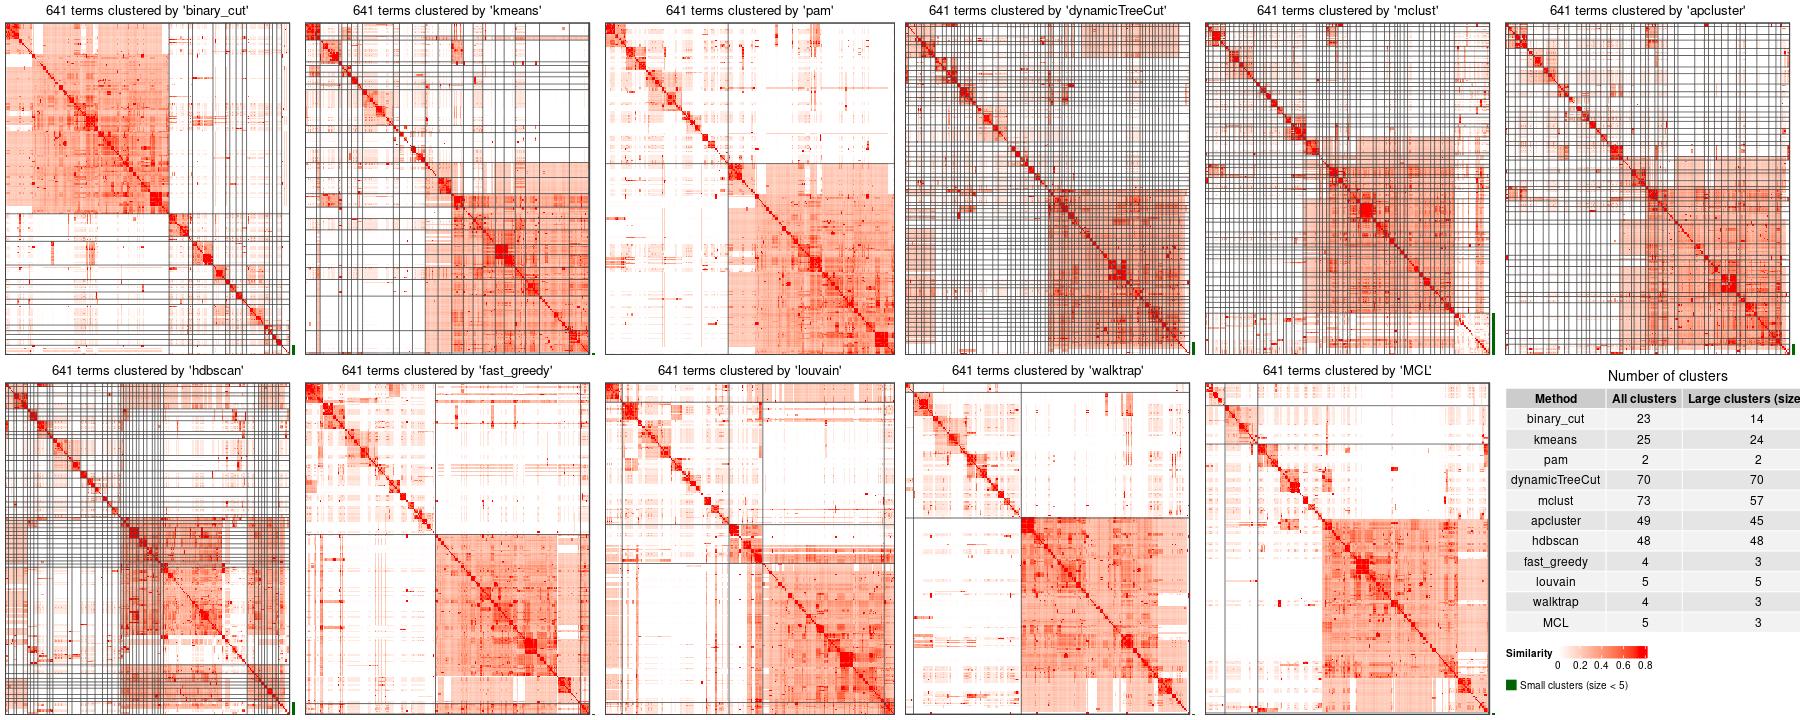 641 terms clustered by 'binary_cut'
641 terms clustered by 'kmeans'
641 terms clustered by 'pam'
641 terms clustered by 'dynamicTreeCut'
641 terms clustered by 'mclust'
641 terms clustered by 'apcluster'
641 terms clustered by 'hdbscan'
641 terms clustered by 'fast_greedy'
641 terms clustered by 'louvain'
641 terms clustered by 'walktrap'
641 terms clustered by 'MCL'
Number of clusters
Method All clusters Large clusters (size
binary_cut 23 14
kmeans 25 24
pam 2 2
dynamicTreeCut 70 70
mclust 73 57
apcluster 49 45
hdbscan 48 48
fast_greedy 4 3
louvain 5 5
walktrap 4 3
MCL 5 3
Similarity
0 0.2 0.4 0.6 0.8
Small clusters (size < 5)